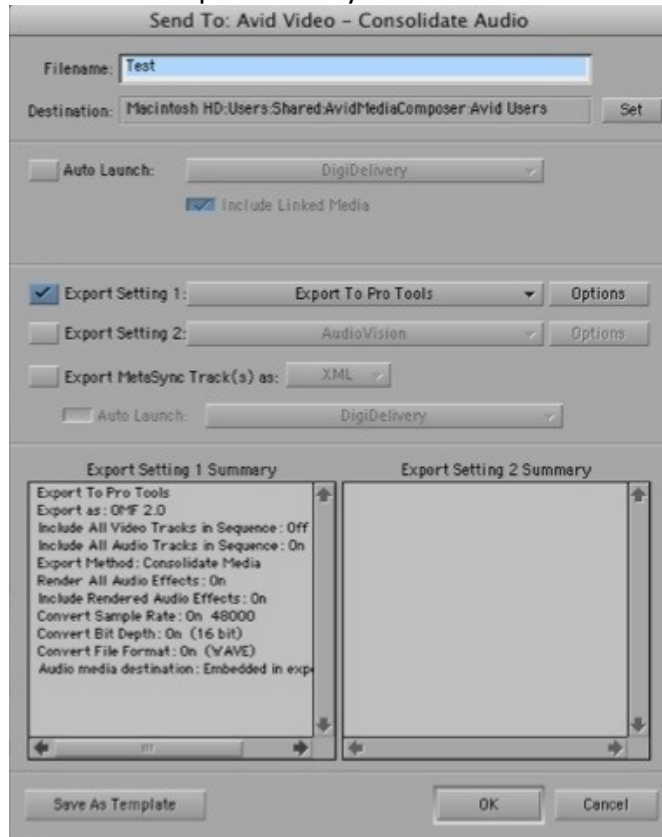 Send To: Avid Video - Consolidate Audio
Filename: Test
Destination: Macintosh HD:Users:Shared:AvidMediaComposer:Avid Users Set
Auto Launch: DigiDelivery
Include Linked Media
Export Setting 1: Export To Pro Tools Options
Export Setting 2: AudioVision Options
Export MetaSync Track(s) as: XML
Auto Launch: DigiDelivery
Export Setting 1 Summary Export Setting 2 Summary
Export To Pro Tools
Export as: OMF 2.0
Include All Video Tracks in Sequence: Off
Include All Audio Tracks in Sequence: On
Export Method: Consolidate Media
Render All Audio Effects: On
Include Rendered Audio Effects: On
Convert Sample Rate: On 48000
Convert Bit Depth: On (16 bit)
Convert File Format: On (WAVE)
Audio media destination: Embedded in exp
Save As Template OK Cancel